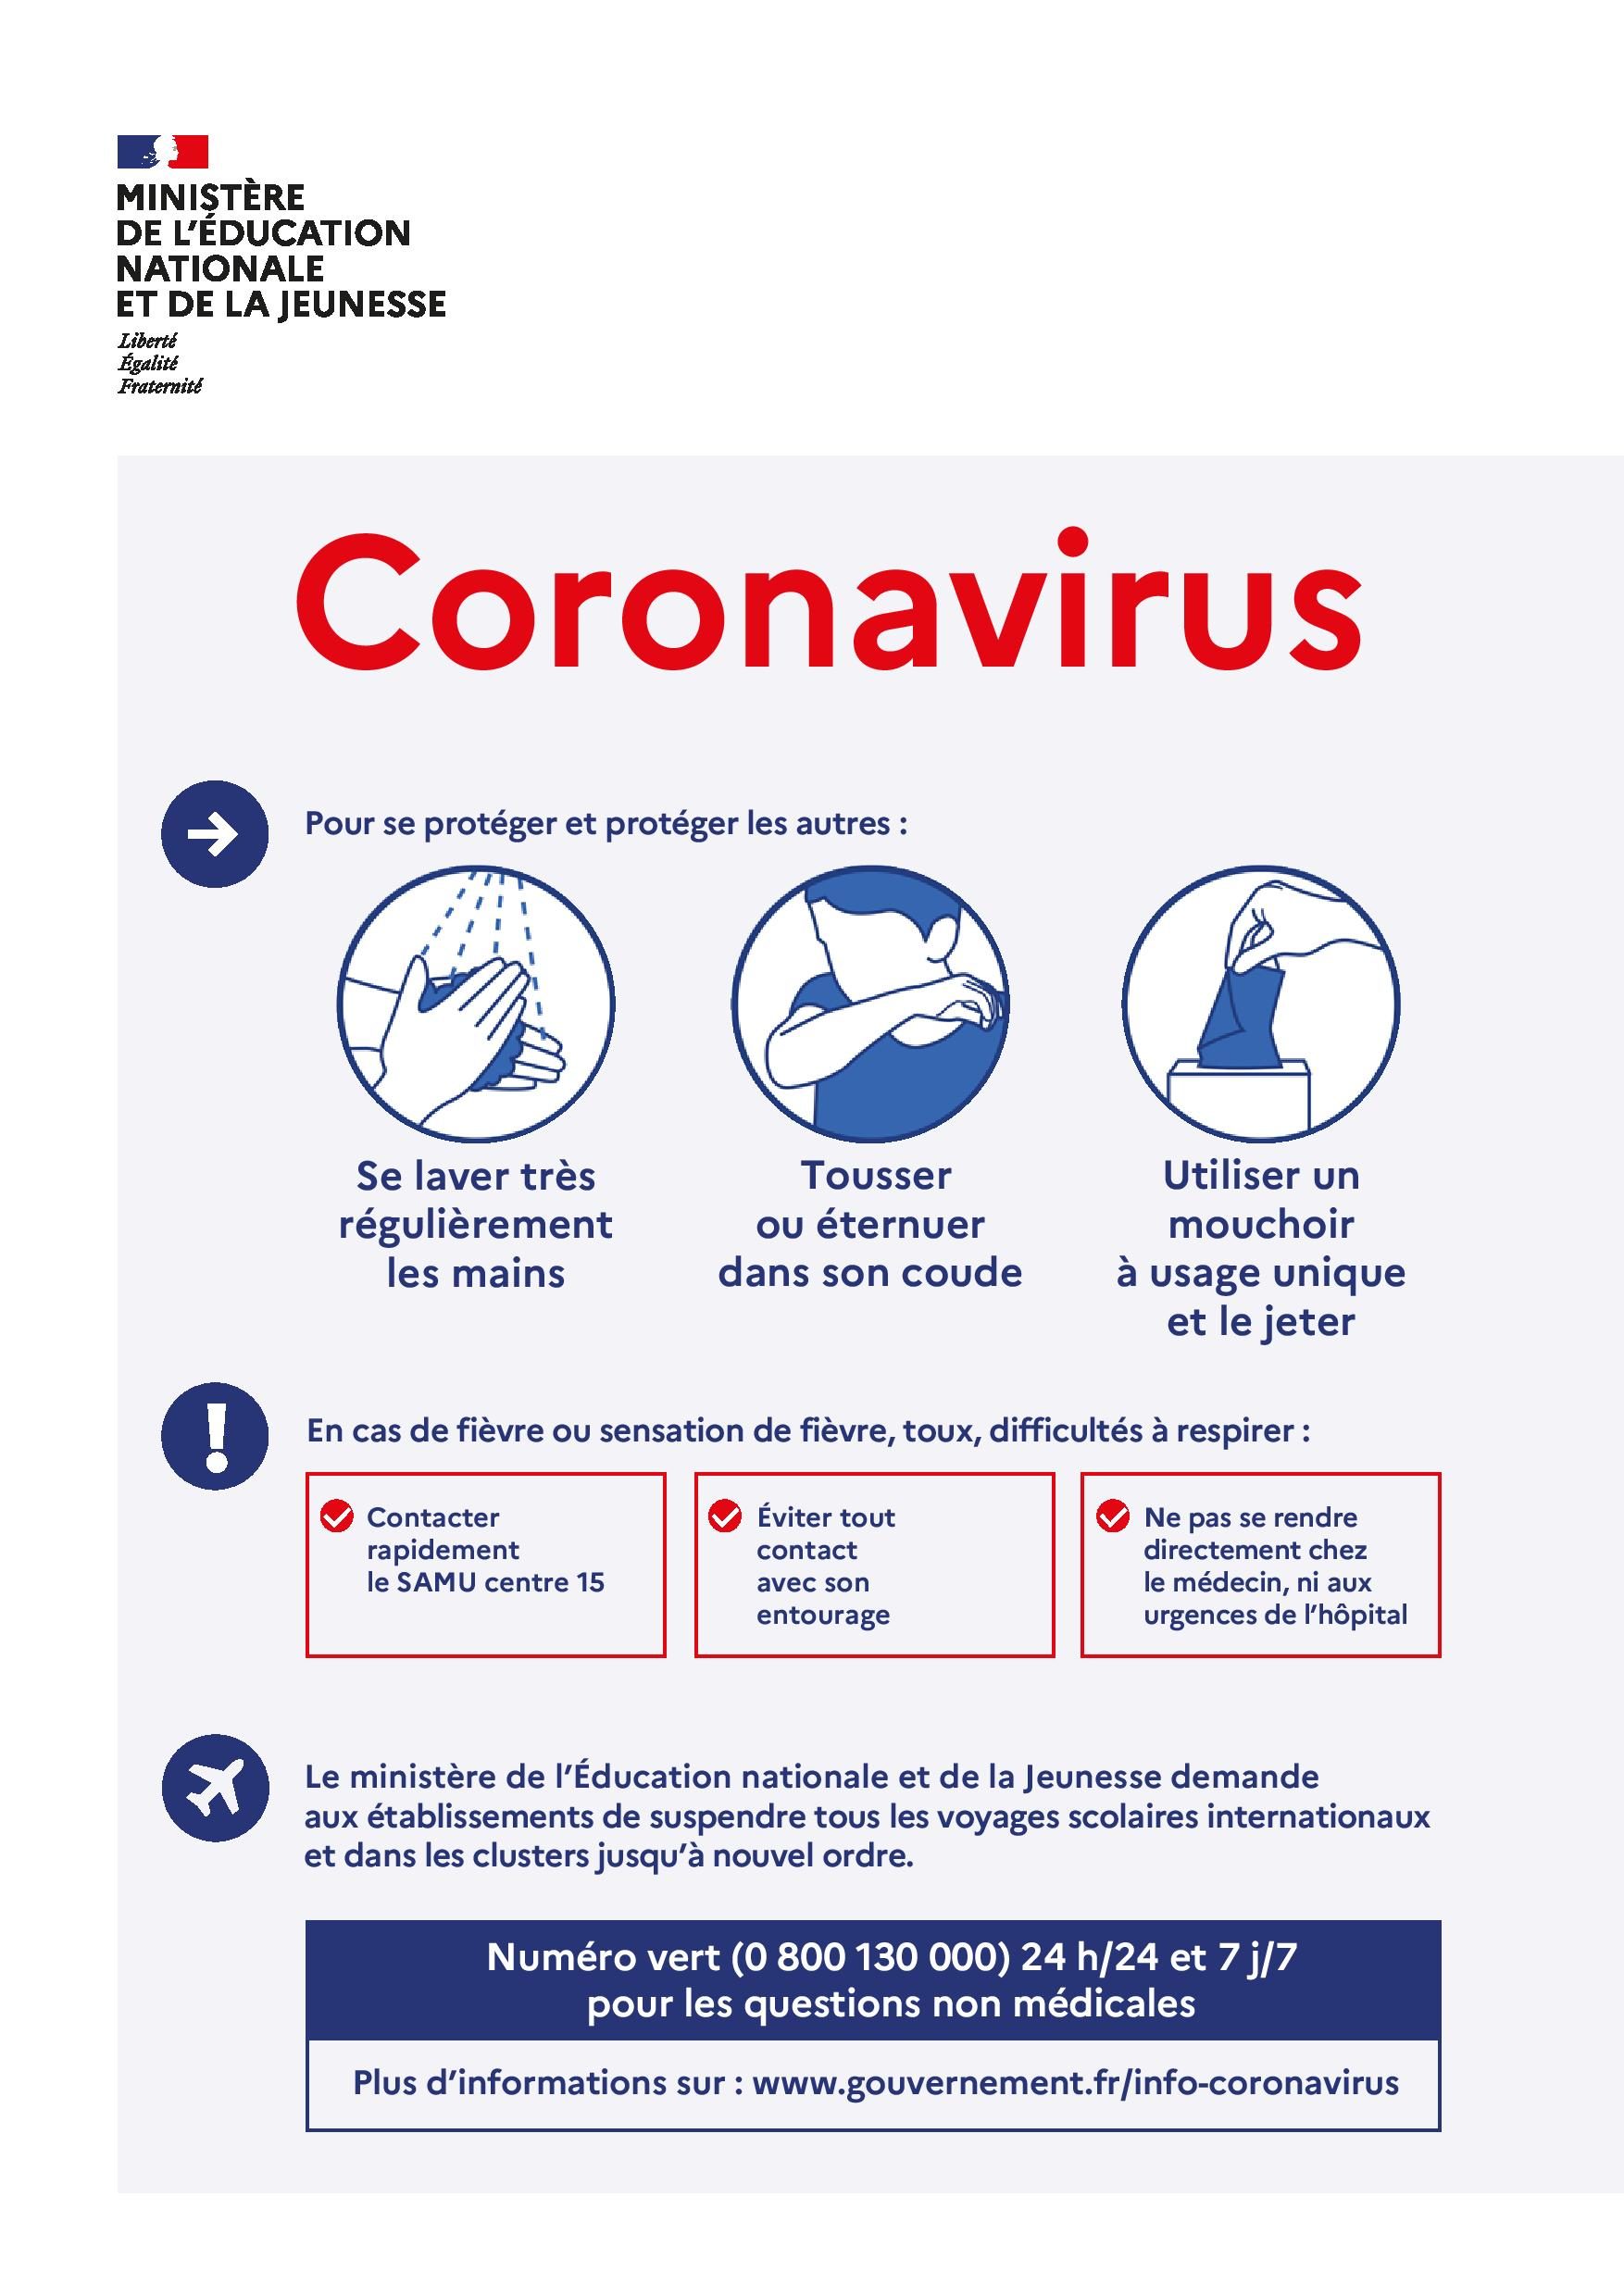 MINISTÈRE
DE L'ÉDUCATION
NATIONALE
ET DE LA JEUNESSE
Liberté
Égalité
Fraternité
Coronavirus
Pour se protéger et protéger les autres :
Se laver très
régulièrement
les mains
Tousser
ou éternuer
dans son coude
Utiliser un
mouchoir
à usage unique
et le jeter
En cas de fièvre ou sensation de fièvre, toux, difficultés à respirer :
Contacter
rapidement
le SAMU centre 15
Éviter tout
contact
avec son
entourage
Ne pas se rendre
directement chez
le médecin, ni aux
urgences de l'hôpital
Le ministère de l'Éducation nationale et de la Jeunesse demande
aux établissements de suspendre tous les voyages scolaires internationaux
et dans les clusters jusqu'à nouvel ordre.
Numéro vert (0 800 130 000) 24 h/24 et 7 j/7
pour les questions non médicales
Plus d'informations sur : www.gouvernement.fr/info-coronavirus